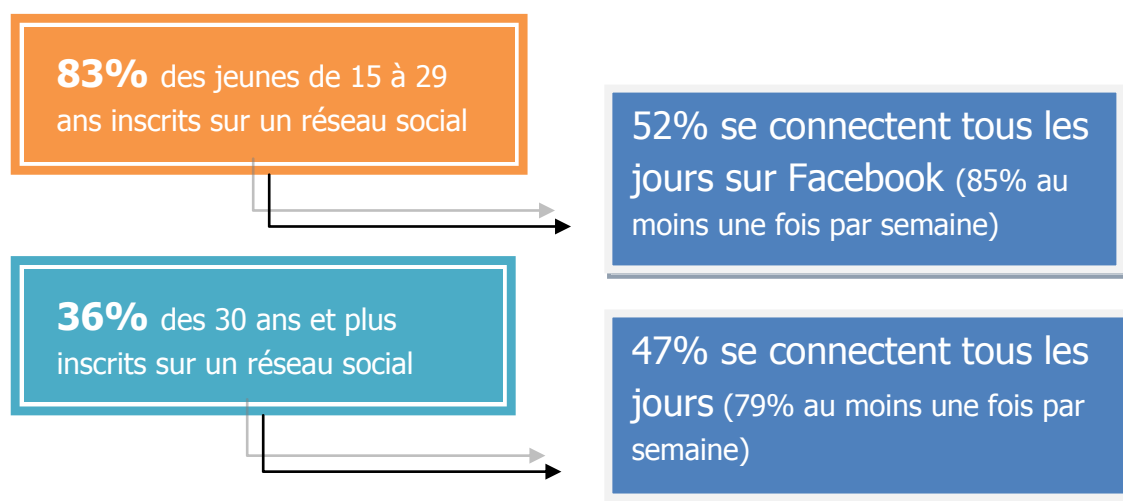 83% des jeunes de 15 à 29
ans inscrits sur un réseau social
52% se connectent tous les
jours sur Facebook (85% au
moins une fois par semaine)
36% des 30 ans et plus
inscrits sur un réseau social
47% se connectent tous les
jours (79% au moins une fois par
semaine)